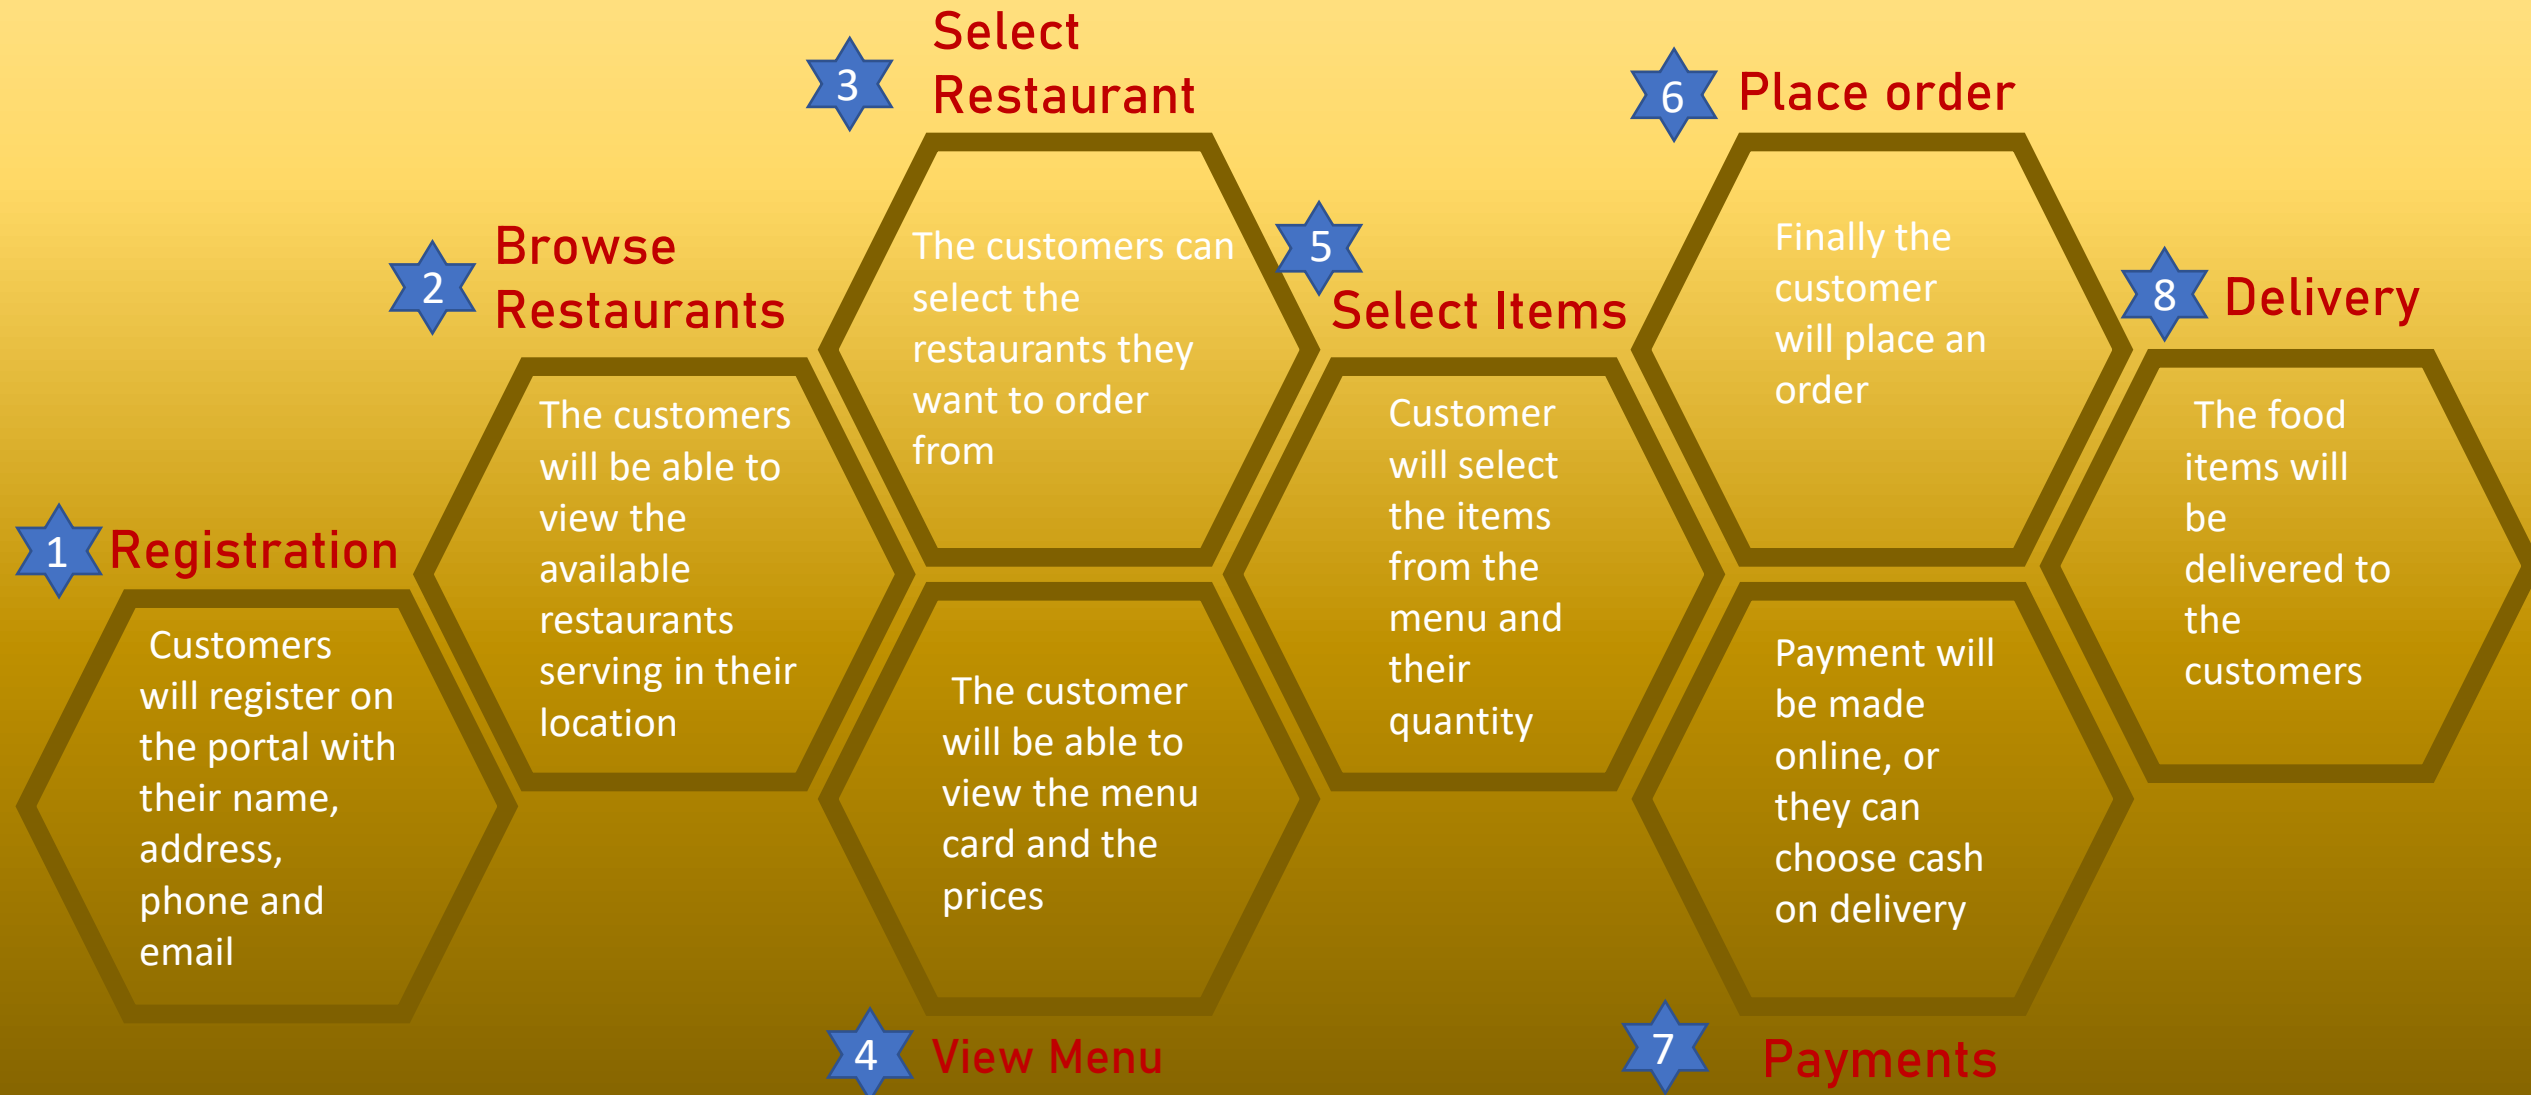 1
Registration
Customers
will register on
the portal with
their name,
address,
phone and
email
2
Browse
Restaurants
The customers
will be able to
view the
available
restaurants
serving in their
location
3
Select
Restaurant
The customers can
select the
restaurants they
want to order
from
4
View Menu
The customer
will be able to
view the menu
card and the
prices
5
Select Items
Customer
will select
the items
from the
menu and
their
quantity
6
Place order
Finally the
customer
will place an
order
7
Payments
Payment will
be made
online, or
they can
choose cash
on delivery
8
Delivery
The food
items will
be
delivered to
the
customers